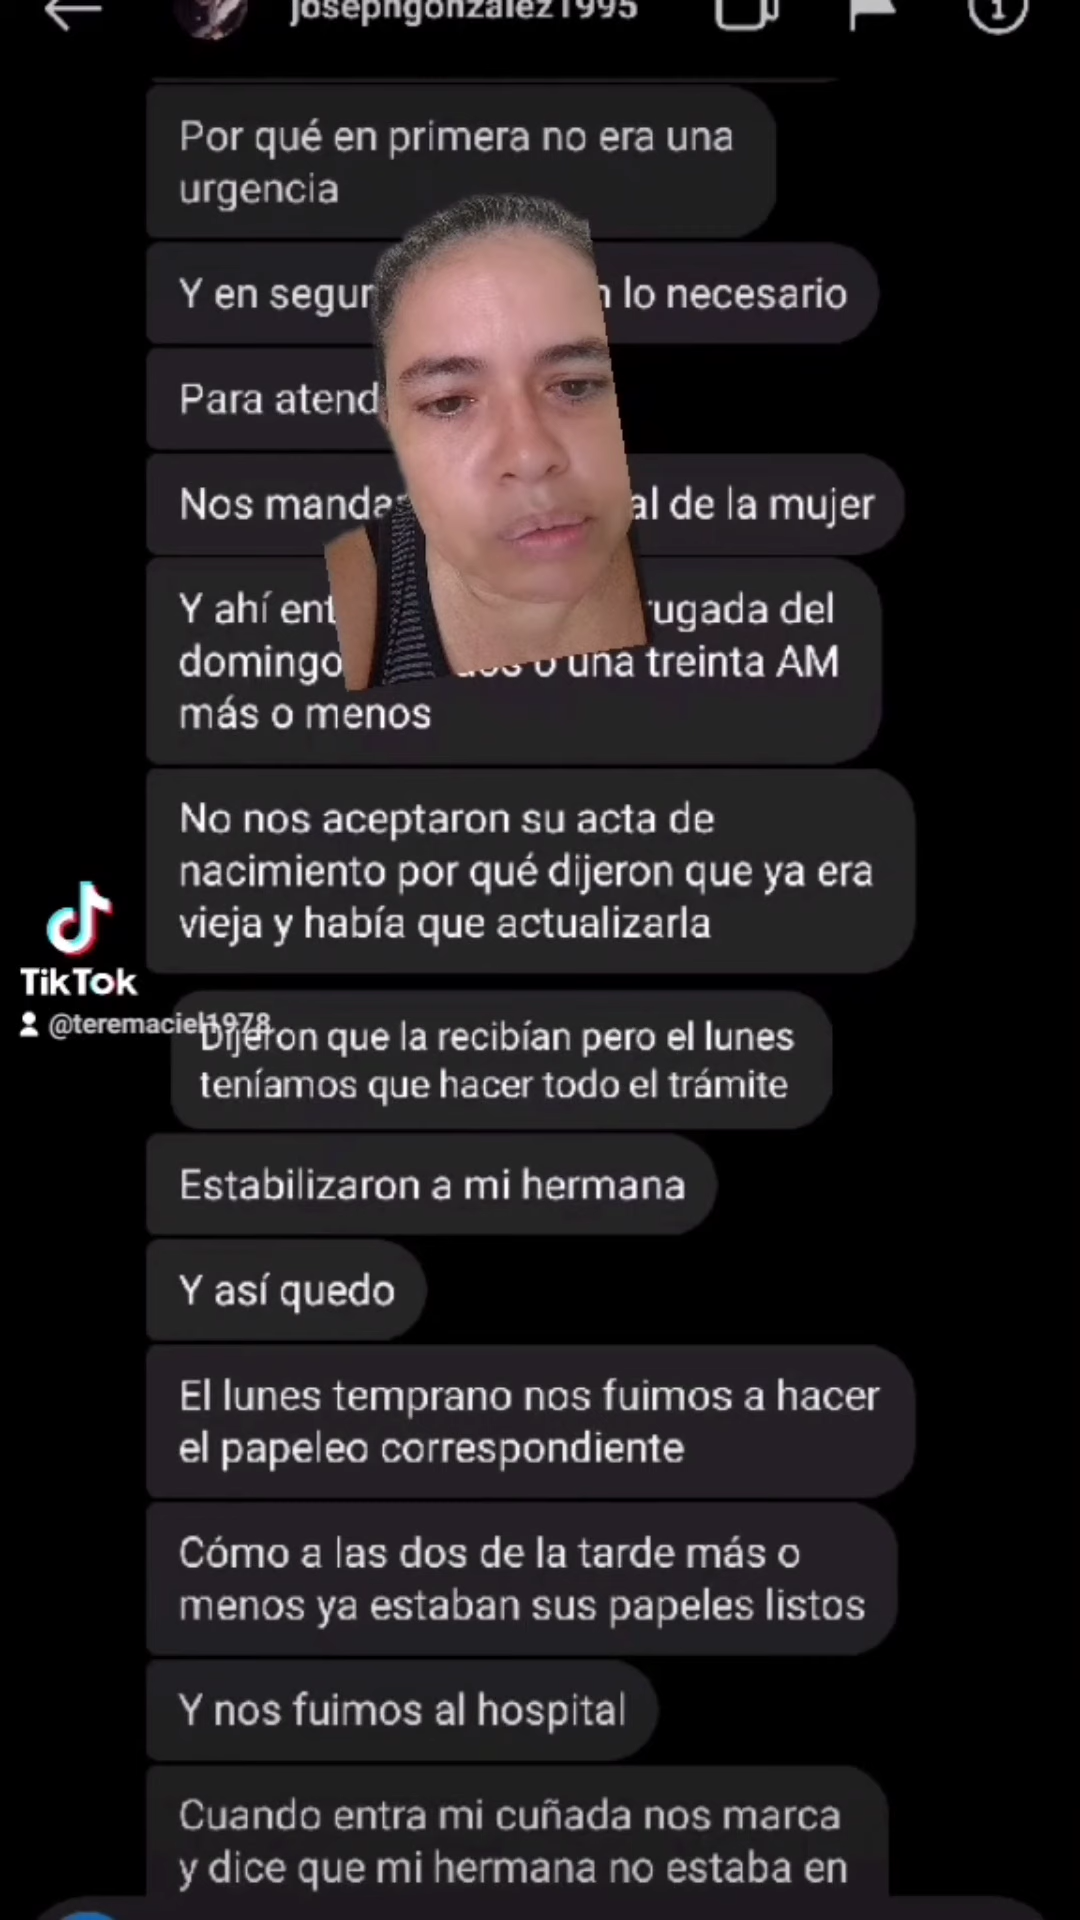 josephgonzalez1995
Por qué en primera no era una
urgencia
Y en segun lo necesario
Para atend
Nos manda al de la mujer
Y ahí ent rugada del
domingo o una treinta AM
más o menos
No nos aceptaron su acta de
nacimiento por qué dijeron que ya era
vieja y había que actualizarla
TikTok
@teremaciel1978
Dijeron que la recibían pero el lunes
teníamos que hacer todo el trámite
Estabilizaron a mi hermana
Y así quedo
El lunes temprano nos fuimos a hacer
el papeleo correspondiente
Cómo a las dos de la tarde más o
menos ya estaban sus papeles listos
Y nos fuimos al hospital
Cuando entra mi cuñada nos marca
y dice que mi hermana no estaba en